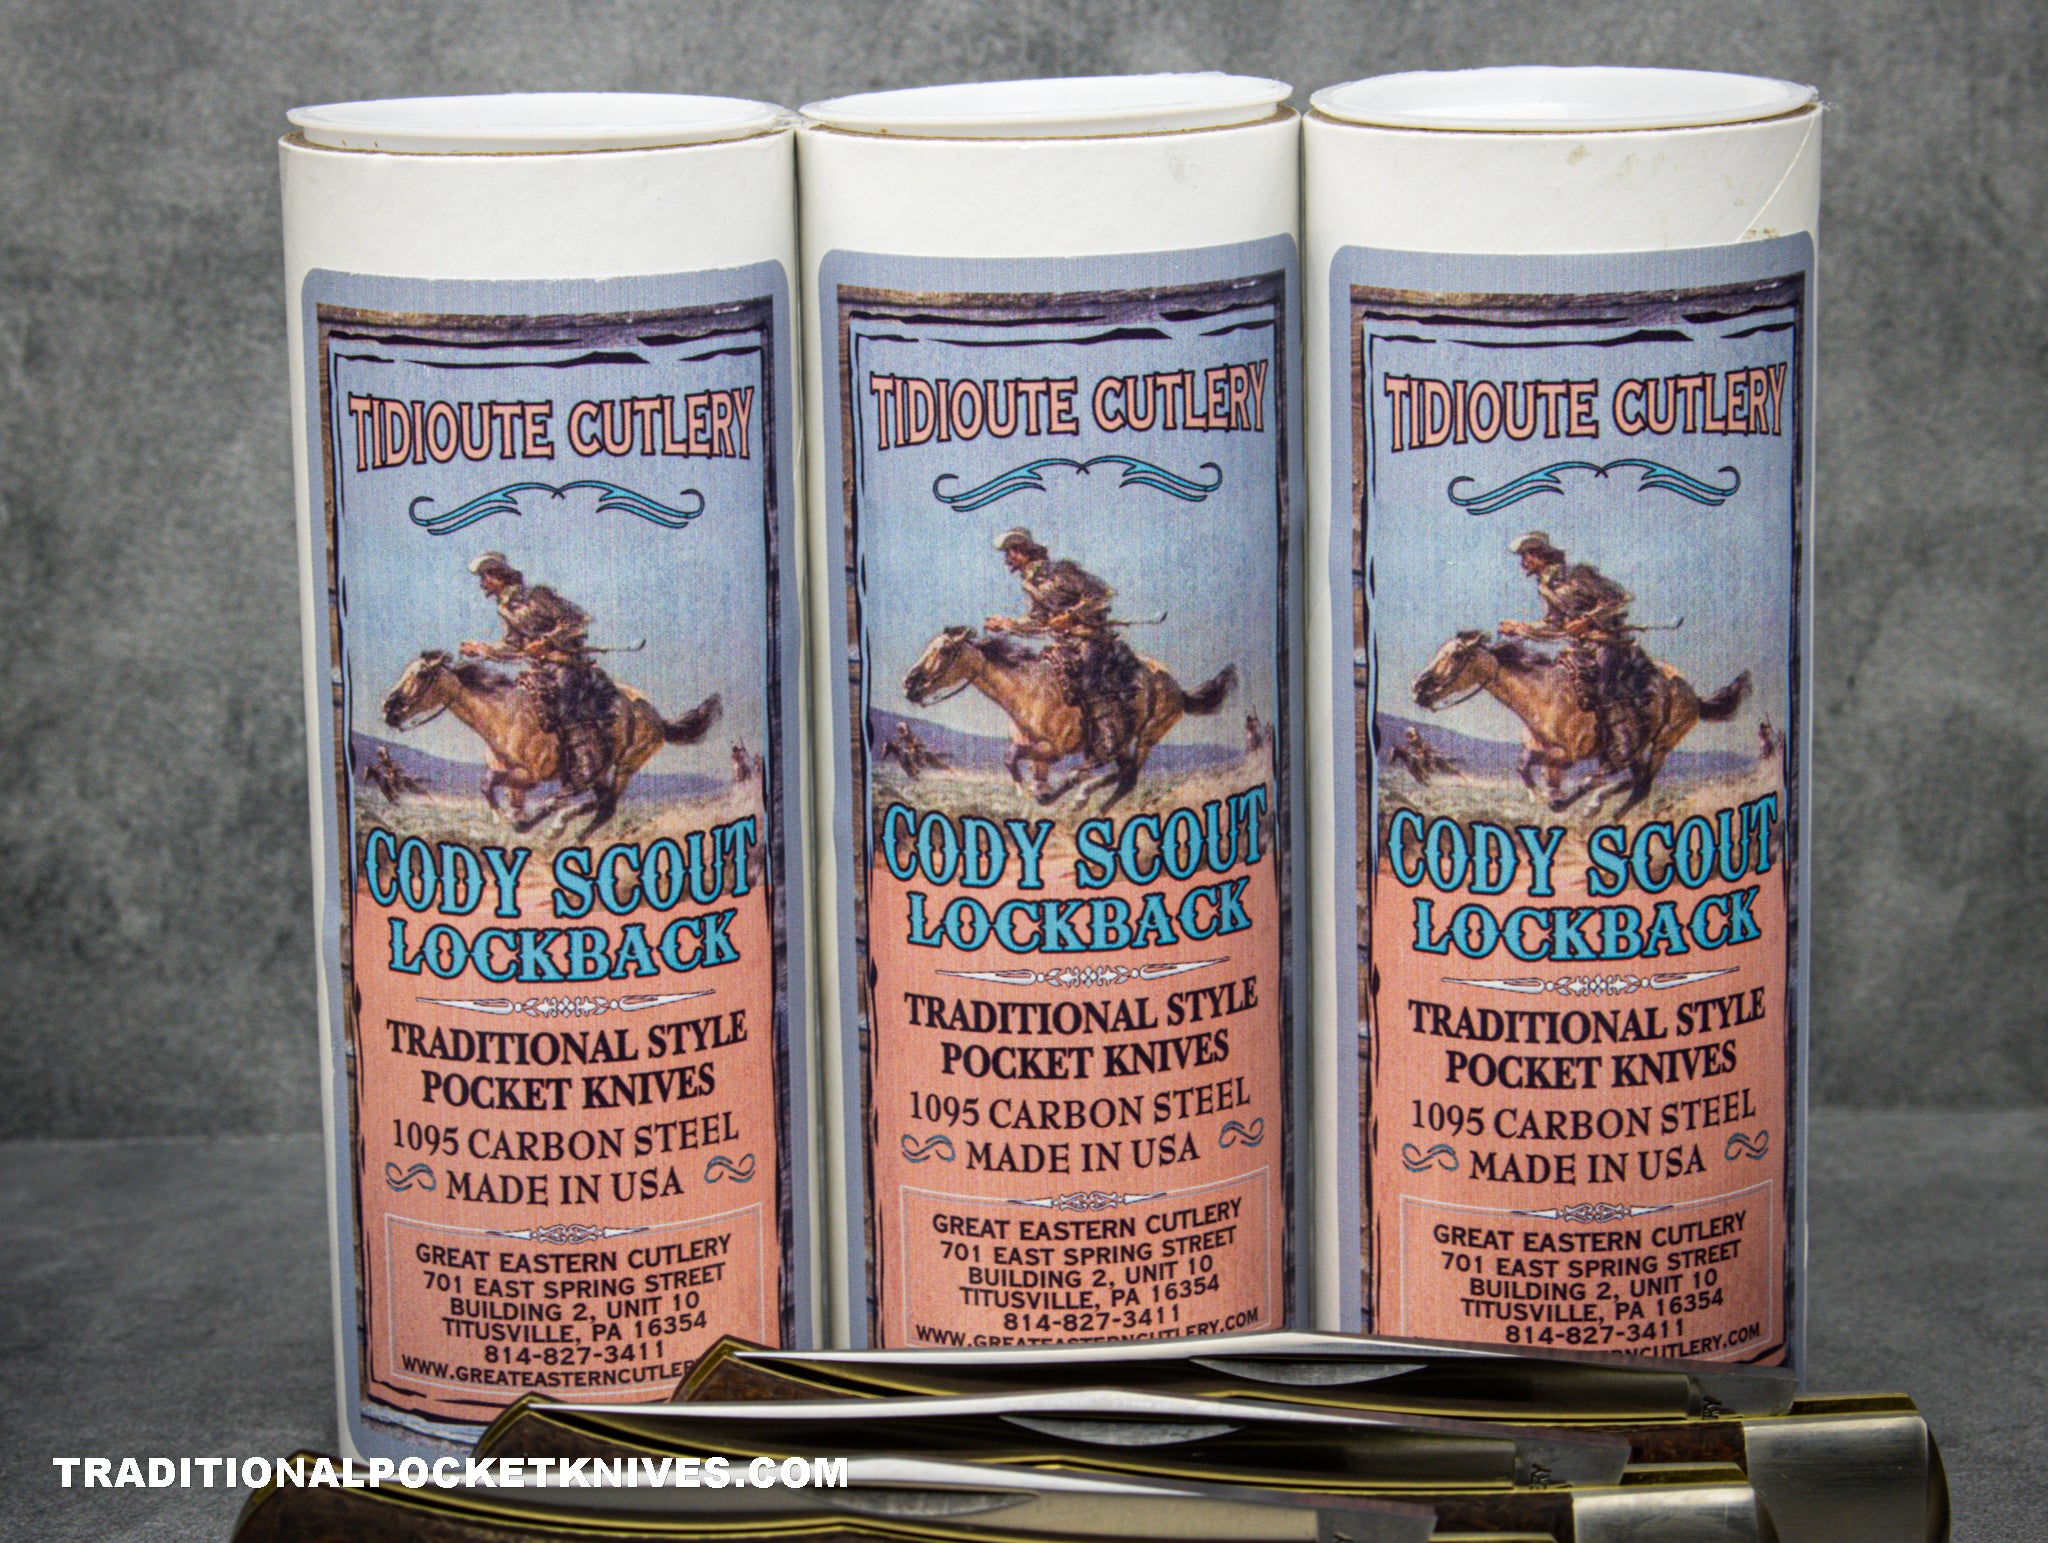 TIDIOUTE CUTLERY
CODY SCOUT
LOCKBACK
TRADITIONAL STYLE
POCKET KNIVES
1095 CARBON STEEL
MADE IN USA
GREAT EASTERN CUTLERY
701 EAST SPRING STREET
BUILDING 2, UNIT 10
TITUSVILLE, PA 16354
814-827-3411
WWW.GREATEASTERNCUTLER
TIDIOUTE CUTLERY
CODY SCOUT
LOCKBACK
TRADITIONAL STYLE
POCKET KNIVES
1095 CARBON STEEL
MADE IN USA
GREAT EASTERN CUTLERY
701 EAST SPRING STREET
BUILDING 2, UNIT 10
TITUSVILLE, PA 16354
814-827-3411
WWW.GREATEASTERNCUTLERY.COM
TIDIOUTE CUTLERY
CODY SCOUT
LOCKBACK
TRADITIONAL STYLE
POCKET KNIVES
1095 CARBON STEEL
MADE IN USA
GREAT EASTERN CUTLERY
701 EAST SPRING STREET
BUILDING 2, UNIT 10
TITUSVILLE, PA 16354
814-827-3411
NCUTLERY.COM
TRADITIONALPOCKETKNIVES.COM